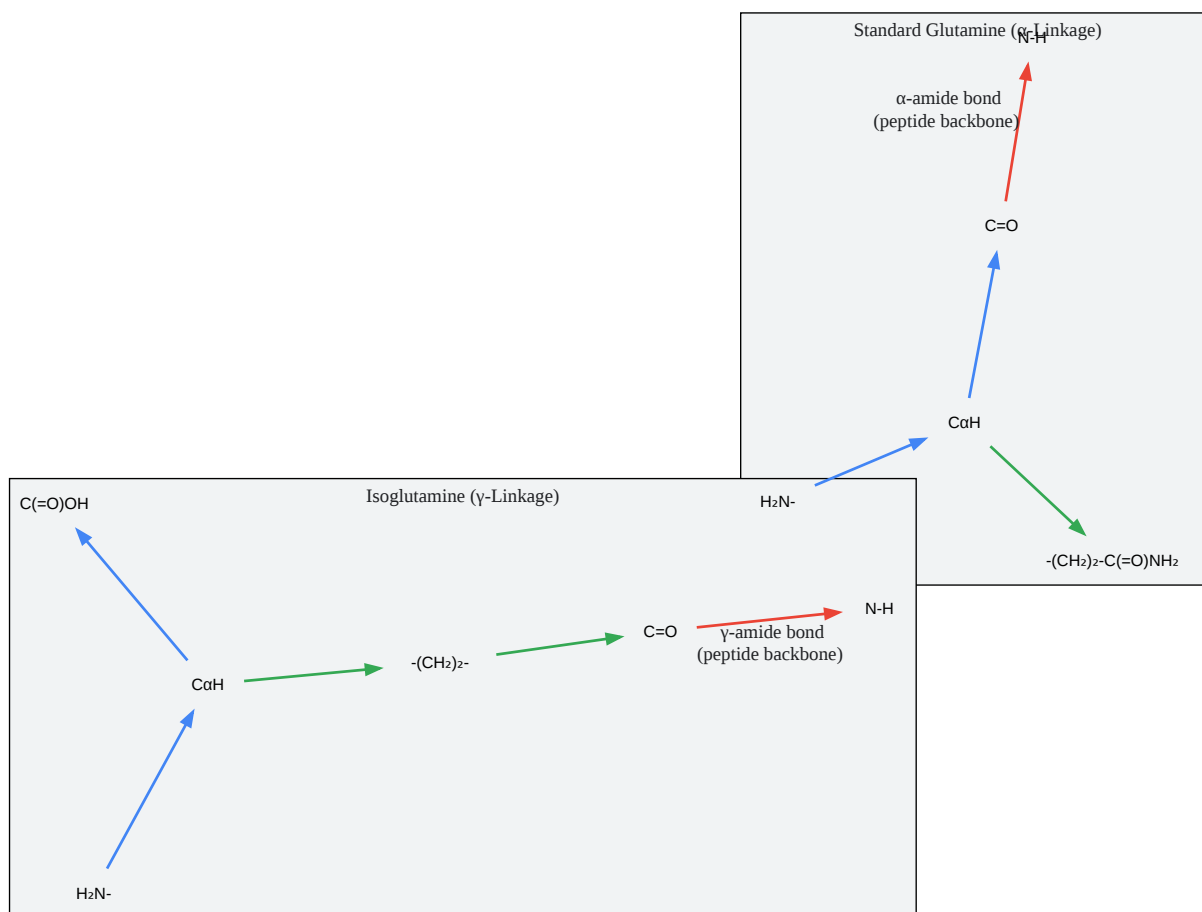 Standard Glutamine (α-Linkage)
N-H
α-amide bond
(peptide backbone)
C=O
CαH
H₂N-
-(CH₂)₂-C(=O)NH₂
Isoglutamine (γ-Linkage)
C(=O)OH
N-H
C=O
γ-amide bond
(peptide backbone)
-(CH₂)₂-
CαH
H₂N-